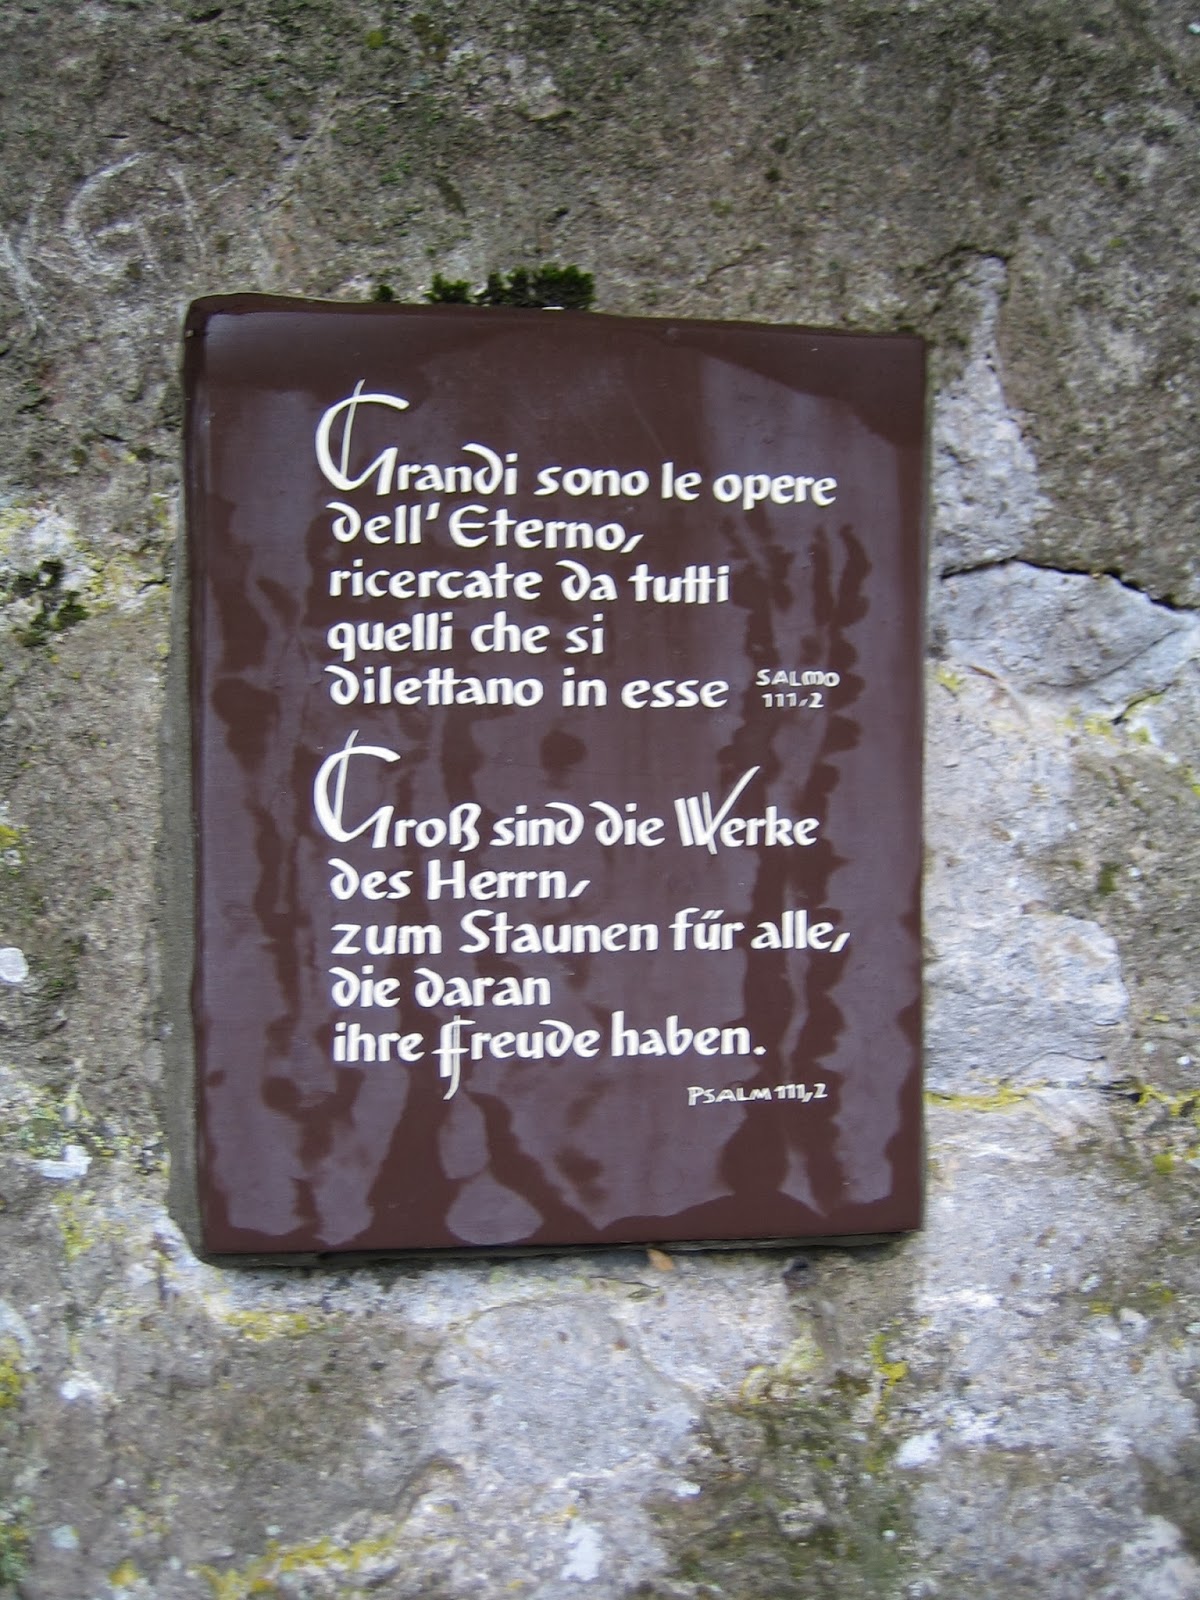 Grandi sono le opere
dell' Eterno,
ricercate da tutti
quelli che si
dilettano in esse
SALMO
111,2
Groß sind die Werke
des Herrn,
zum Staunen für alle,
die daran
ihre Freude haben.
PSALM 111,2